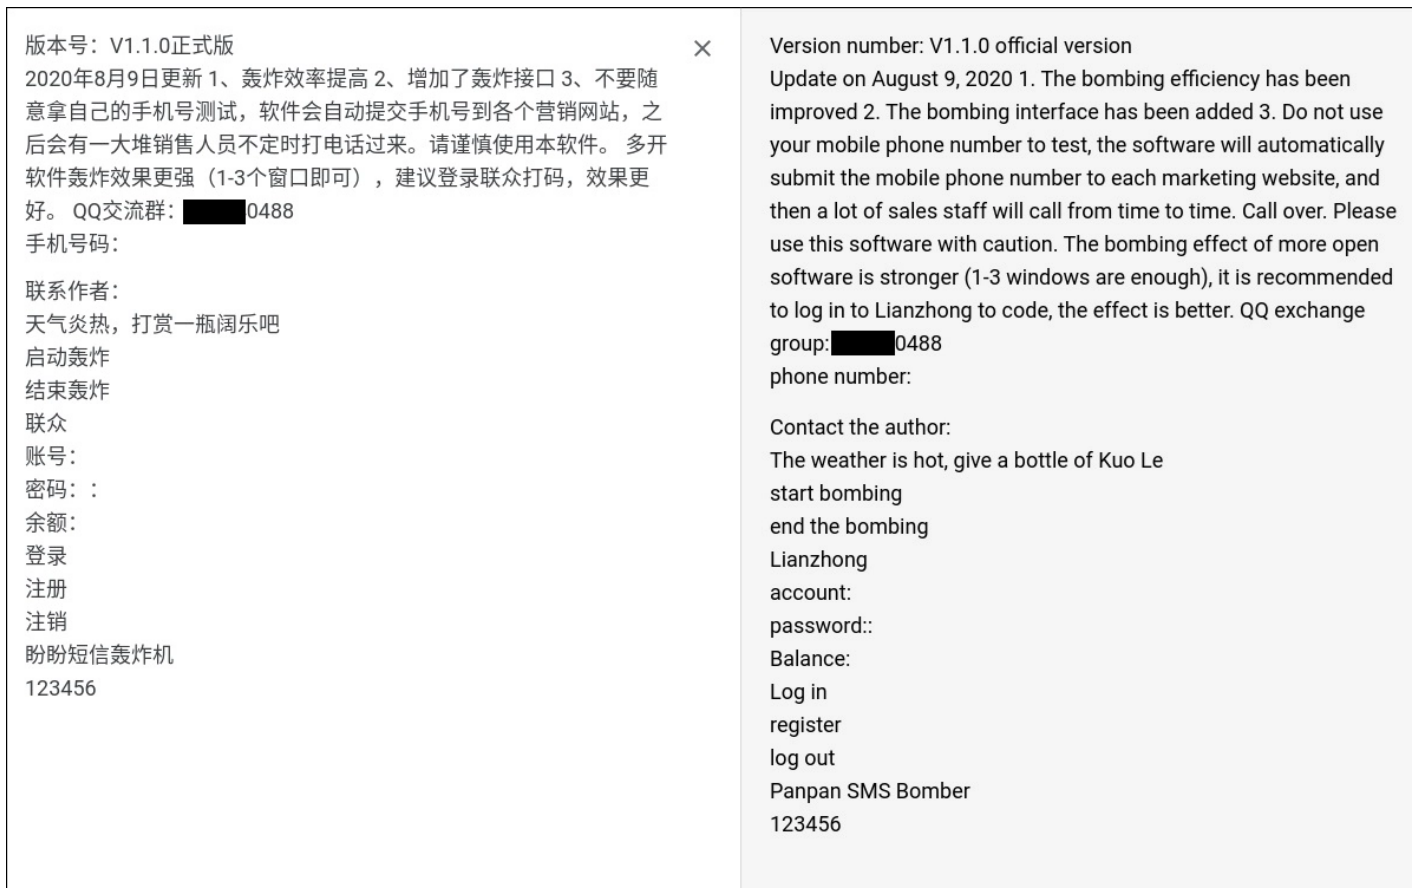 版本号：V1.1.0正式版
2020年8月9日更新 1、轰炸效率提高 2、增加了轰炸接口 3、不要随
意拿自己的手机号测试，软件会自动提交手机号到各个营销网站，之
后会有一大堆销售人员不定时打电话过来。请谨慎使用本软件。 多开
软件轰炸效果更强（1-3个窗口即可），建议登录联众打码，效果更
好。 QQ交流群：0488
手机号码：
联系作者：
天气炎热，打赏一瓶阔乐吧
启动轰炸
结束轰炸
联众
账号：
密码：:
余额：
登录
注册
注销
盼盼短信轰炸机
123456
Version number: V1.1.0 official version
Update on August 9, 2020 1. The bombing efficiency has been
improved 2. The bombing interface has been added 3. Do not use
your mobile phone number to test, the software will automatically
submit the mobile phone number to each marketing website, and
then a lot of sales staff will call from time to time. Call over. Please
use this software with caution. The bombing effect of more open
software is stronger (1-3 windows are enough), it is recommended
to log in to Lianzhong to code, the effect is better. QQ exchange
group:0488
phone number:
Contact the author:
The weather is hot, give a bottle of Kuo Le
start bombing
end the bombing
Lianzhong
account:
password::
Balance:
Log in
register
log out
Panpan SMS Bomber
123456